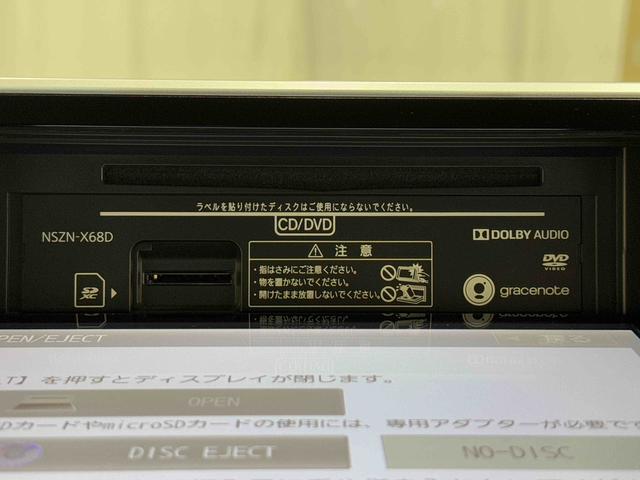 ラベルを貼り付けたディスクはご使用にならないでください。
CD/DVD
NSZN-X68D
DOLBY AUDIO
注意
・指はさみにご注意ください。
・物を置かないでください。
・開けたまま放置しないでください。
SD XC
DVD VIDEO
gracenote
PEN/EJECT
戻る
T】を押すとディスプレイが閉じます。
OPEN
Dカードやmicro SDカードの使用には、専用アダプターが必要で
DISC EJECT
NO-DISC